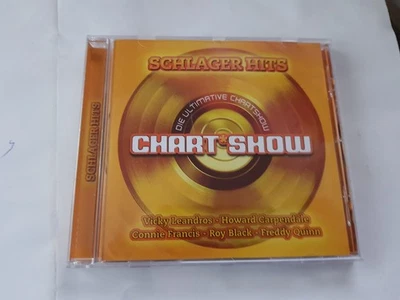 SCHLAGER HITS
SCHLAGER HITS
DIE ULTIMATIVE CHARTSHOW
CHART SHOW
Vicky Leandros - Howard Carpendale
Connie Francis - Roy Black - Freddy Quinn